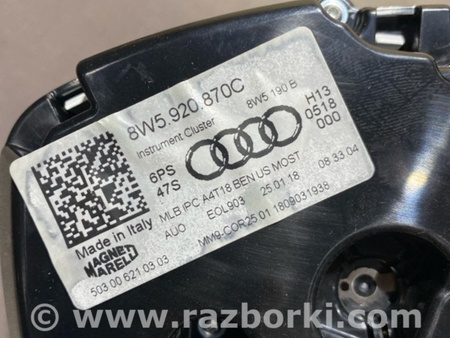 8W5.920.870C
Instrument Cluster
8W5 190 B
6PS
47S
H13
0518
000
MLB IPC A4T18 BEN US MOST
AUO EOL903 25.01.18 08.33.04
MM9-COR25 01 1809031938
Made in Italy
MAGNETI
MARELLI
503 00 621 03 03
www.razborki.com